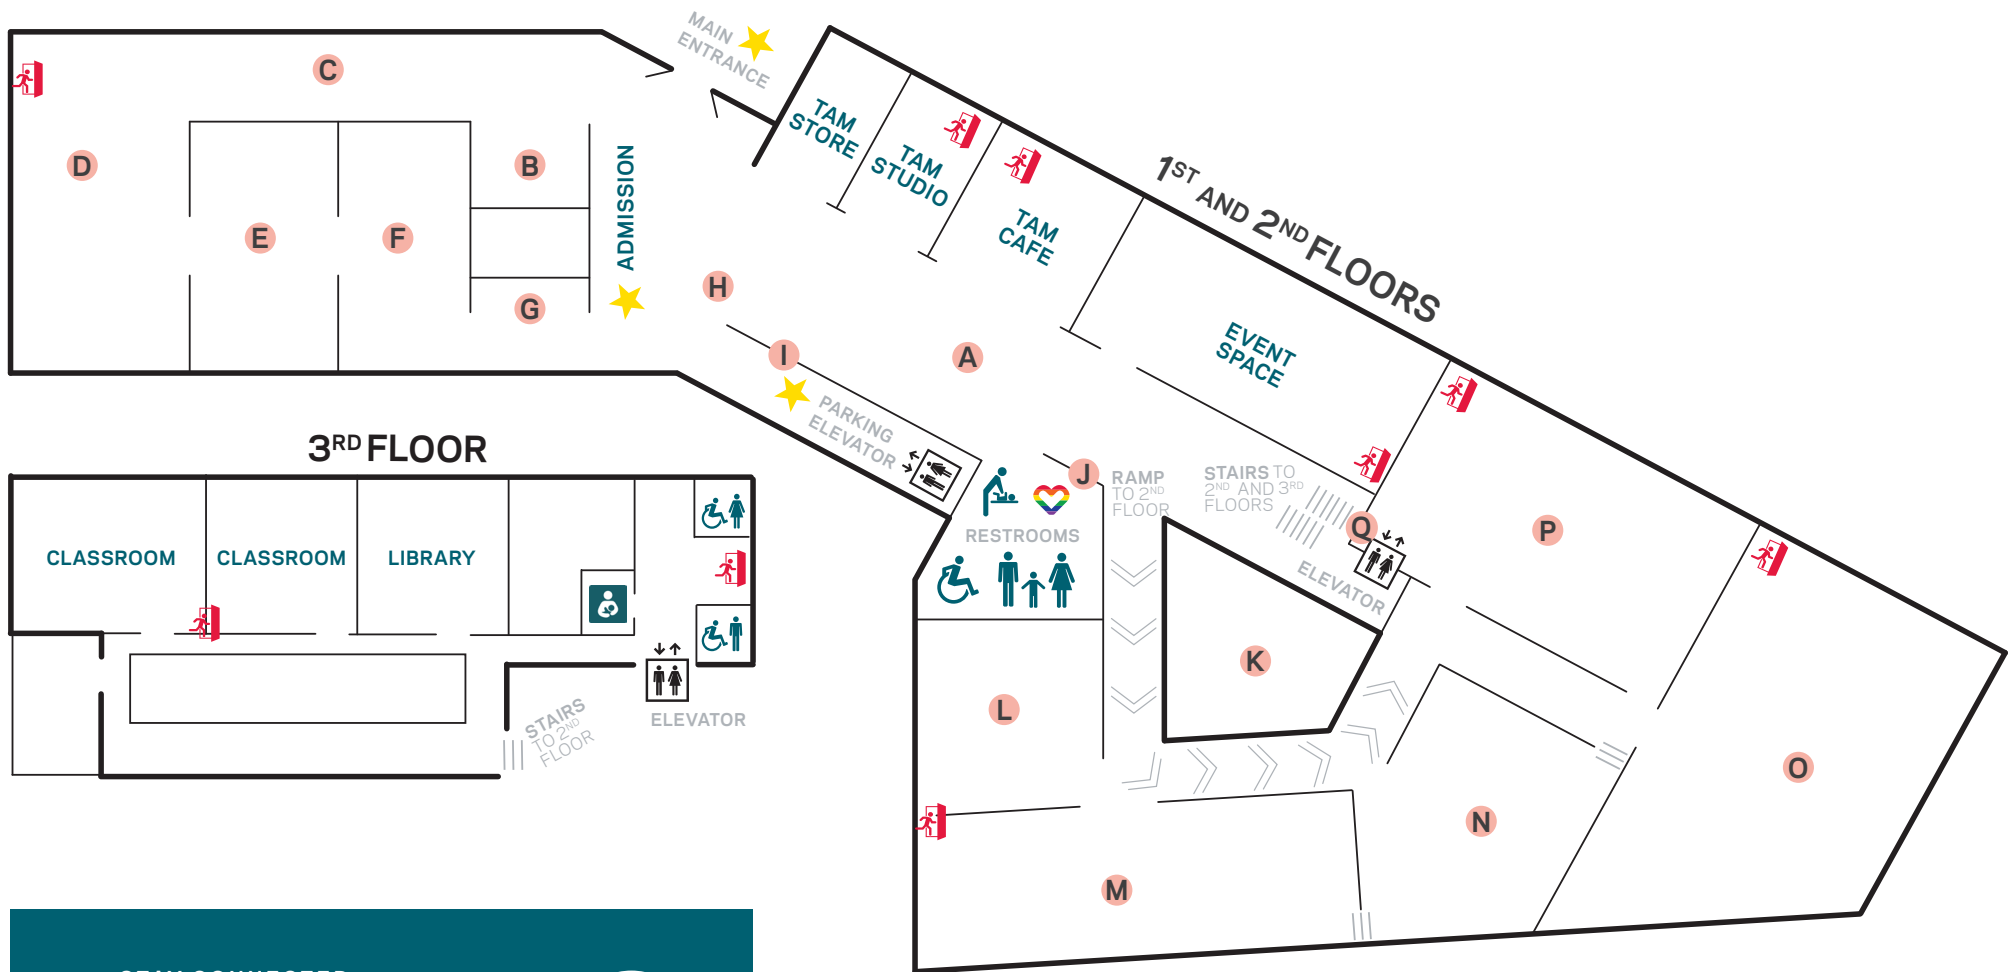 MAIN
ENTRANCE
C
D
B
E
F
G
ADMISSION
H
I
A
TAM
STORE
TAM
STUDIO
TAM
CAFE
1ST AND 2ND FLOORS
EVENT
SPACE
PARKING
ELEVATOR
J
RAMP
TO 2ND
FLOOR
STAIRS TO
2ND AND 3RD
FLOORS
Q
P
ELEVATOR
RESTROOMS
K
L
O
N
M
3RD FLOOR
CLASSROOM
CLASSROOM
LIBRARY
STAIRS
TO 2ND
FLOOR
ELEVATOR
STAY CONNECTED